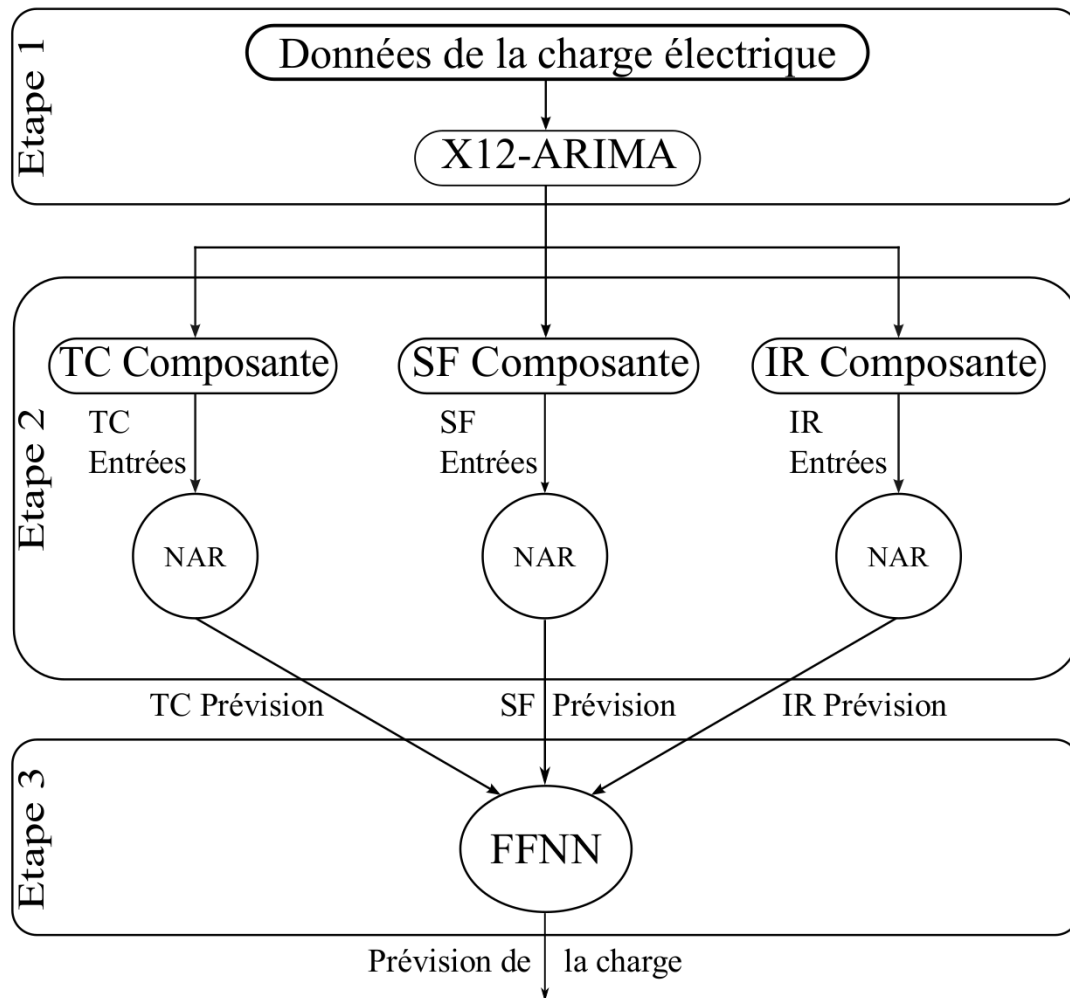 Etape 1
Données de la charge électrique
X12-ARIMA
Etape 2
TC Composante
SF Composante
IR Composante
TC
Entrées
SF
Entrées
IR
Entrées
NAR
NAR
NAR
TC Prévision
SF Prévision
IR Prévision
Etape 3
FFNN
Prévision de la charge